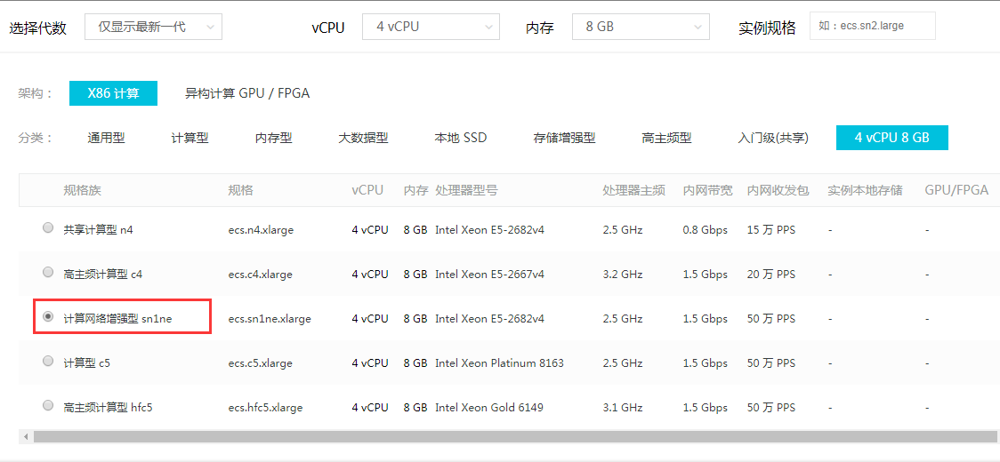 选择代数 仅显示最新一代 vCPU 4 vCPU 内存 8 GB 实例规格 如：ecs.sn2.large
架构： X86 计算 异构计算 GPU / FPGA
分类： 通用型 计算型 内存型 大数据型 本地 SSD 存储增强型 高主频型 入门级(共享) 4 vCPU 8 GB
规格族 规格 vCPU 内存 处理器型号 处理器主频 内网带宽 内网收发包 实例本地存储 GPU/FPGA
共享计算型 n4 ecs.n4.xlarge 4 vCPU 8 GB Intel Xeon E5-2682v4 2.5 GHz 0.8 Gbps 15 万 PPS - -
高主频计算型 c4 ecs.c4.xlarge 4 vCPU 8 GB Intel Xeon E5-2667v4 3.2 GHz 1.5 Gbps 20 万 PPS - -
计算网络增强型 sn1ne ecs.sn1ne.xlarge 4 vCPU 8 GB Intel Xeon E5-2682v4 2.5 GHz 1.5 Gbps 50 万 PPS - -
计算型 c5 ecs.c5.xlarge 4 vCPU 8 GB Intel Xeon Platinum 8163 2.5 GHz 1.5 Gbps 50 万 PPS - -
高主频计算型 hfc5 ecs.hfc5.xlarge 4 vCPU 8 GB Intel Xeon Gold 6149 3.1 GHz 1.5 Gbps 50 万 PPS - -